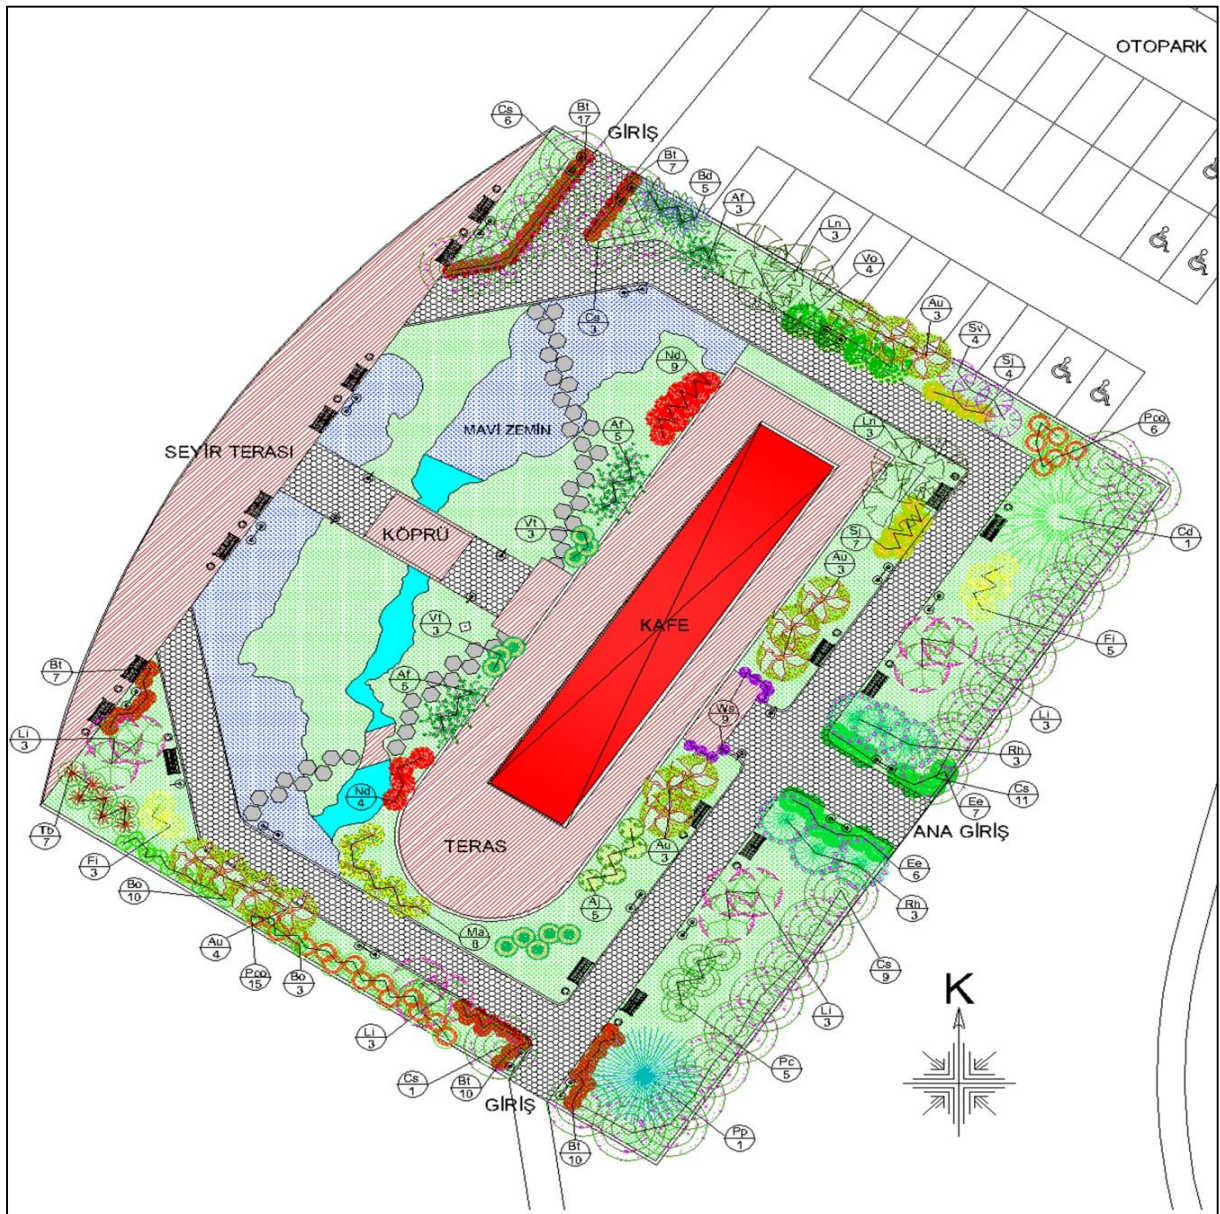 OTOPARK
Cs
6
Bt
17
GİRİŞ
Bt
7
Bd
5
Af
3
Ln
3
Vo
4
Au
3
Sv
4
Sj
4
Cs
3
Nd
9
Pco
6
Af
5
MAVİ ZEMİN
Ln
3
SEYİR TERASI
KÖPRÜ
Vt
3
Sj
7
Au
3
Cd
1
KAFE
Vt
3
Fi
5
Bt
7
Af
5
Li
3
Ws
9
Li
3
Rh
3
Cs
11
Ee
7
Nd
4
Tb
7
TERAS
ANA GİRİŞ
Fi
3
Au
3
Ee
6
Bo
10
Aj
5
Rh
3
Au
4
Ma
8
Pco
15
Bo
3
Cs
9
K
Li
3
Li
3
Pc
5
Cs
1
Bt
10
GİRİŞ
Pp
1
Bt
10